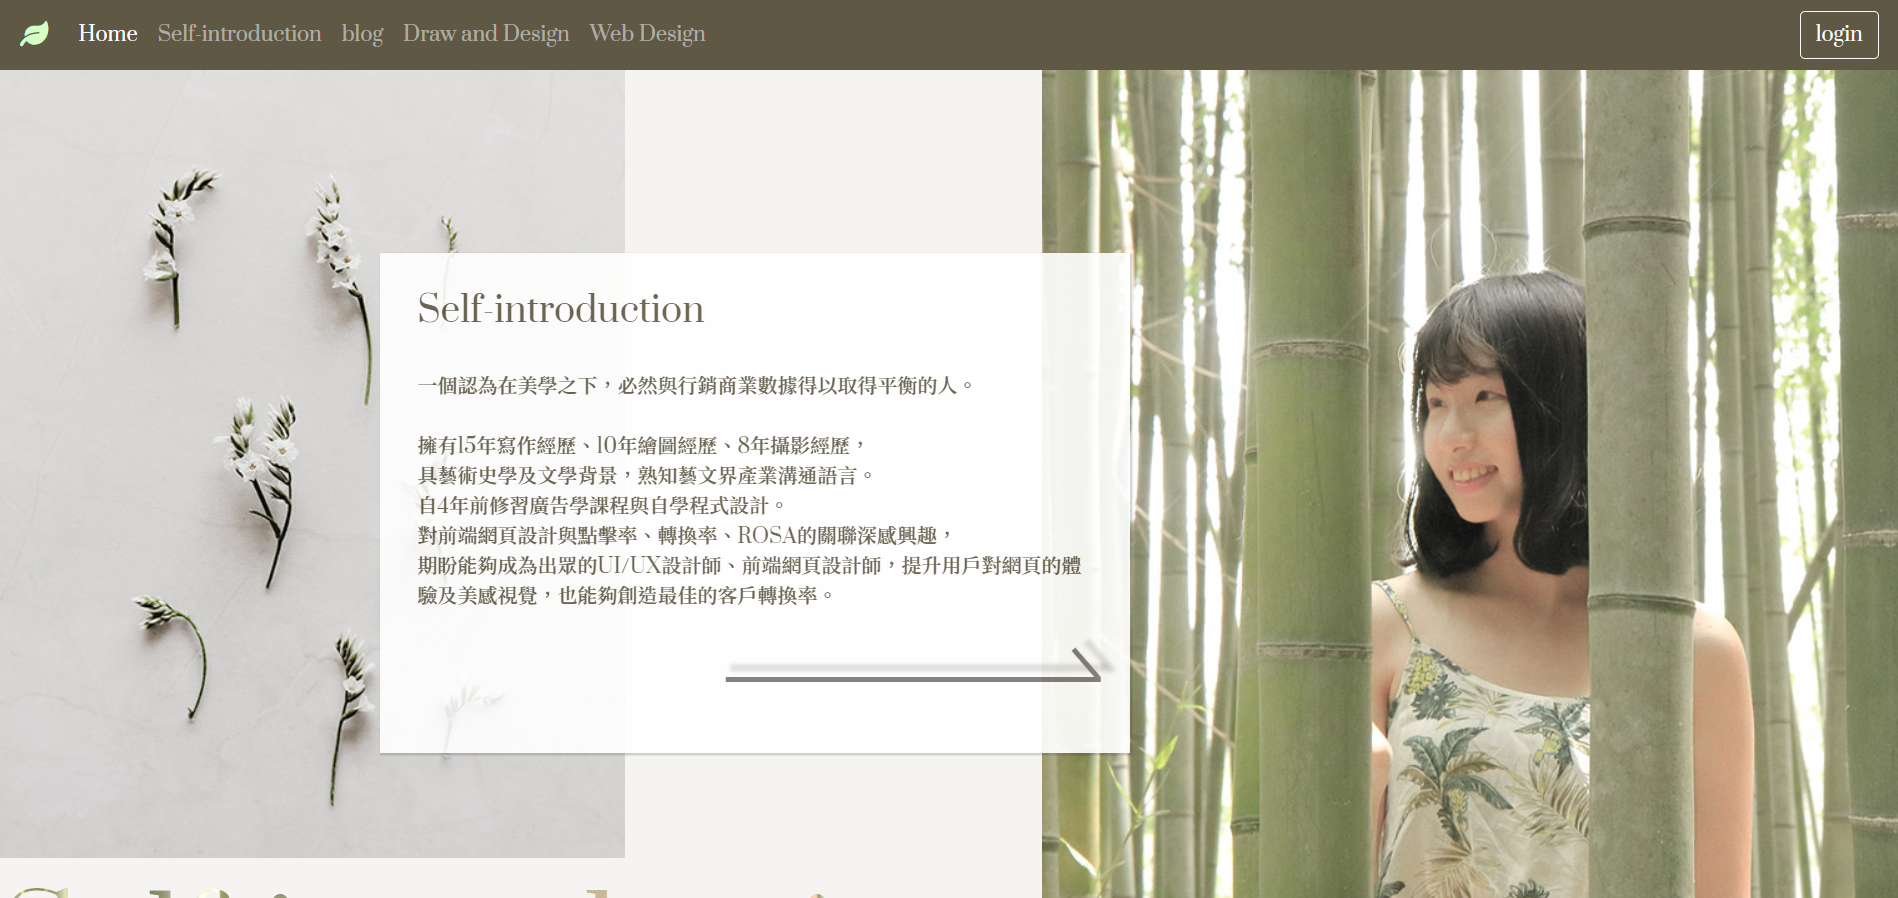 Home Self-introduction blog Draw and Design Web Design login
Self-introduction
一個認為在美學之下，必然與行銷商業數據得以取得平衡的人。
擁有15年寫作經歷、10年繪圖經歷、8年攝影經歷，
具藝術史學及文學背景，熟知藝文界產業溝通語言。
自4年前修習廣告學課程與自學程式設計。
對前端網頁設計與點擊率、轉換率、ROSA的關聯深感興趣，
期盼能夠成為出眾的UI/UX設計師、前端網頁設計師，提升用戶對網頁的體
驗及美感視覺，也能夠創造最佳的客戶轉換率。